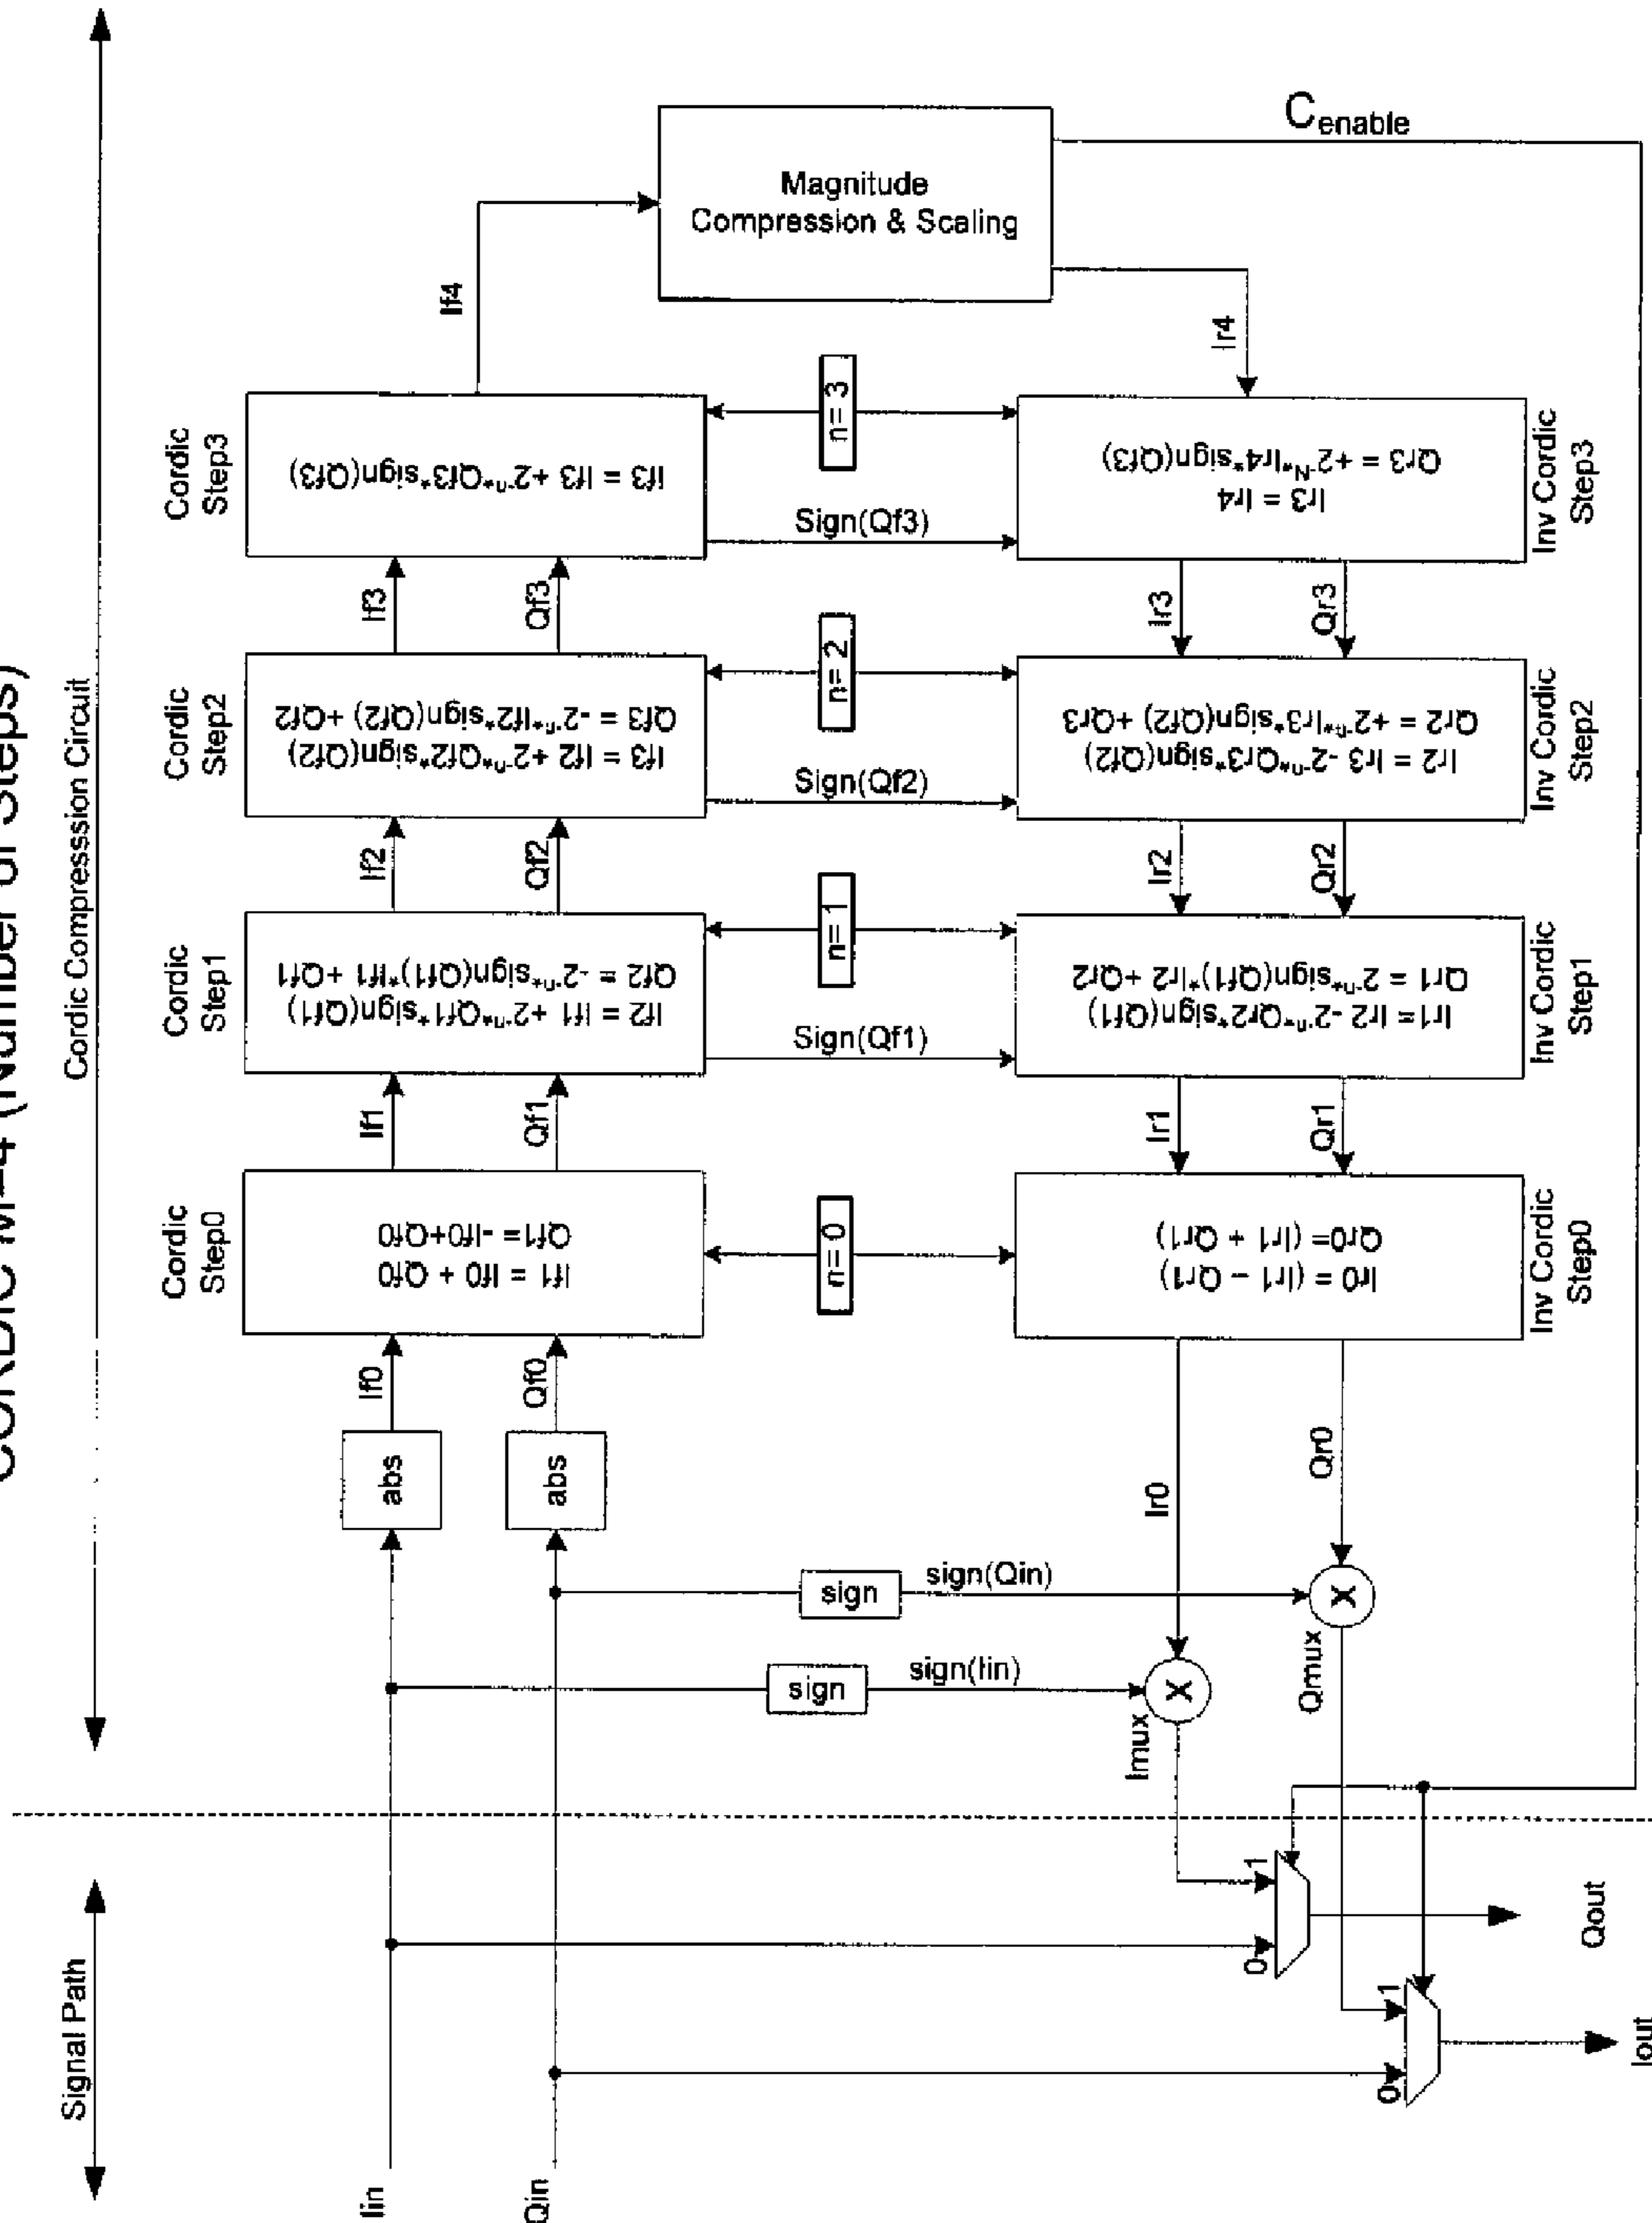 CORDIC M=4 (Number of Steps)
Cordic Compression Circuit
Signal Path
C enable
Magnitude
Compression & Scaling
If4
Ir4
Cordic
Step3
If3 = If3 +2^-n*Qf3*sign(Qf3)
n= 3
Sign(Qf3)
Ir3 = Ir4
Qr3 = +2^-N*Ir4*sign(Qf3)
Inv Cordic
Step3
If3
Qf3
Ir3
Qr3
Cordic
Step2
If3 = If2 +2^-n*Qf2*sign(Qf2)
Qf3 = -2^-n*If2*sign(Qf2) +Qf2
n= 2
Sign(Qf2)
Ir2 = Ir3 -2^-n*Qr3*sign(Qf2)
Qr2 = +2^-n*Ir3*sign(Qf2) +Qr3
Inv Cordic
Step2
If2
Qf2
Ir2
Qr2
Cordic
Step1
If2 = If1 +2^-n*Qf1*sign(Qf1)
Qf2 = -2^-n*sign(Qf1)*If1 +Qf1
n= 1
Sign(Qf1)
Ir1= Ir2 -2^-n*Qr2*sign(Qf1)
Qr1 = 2^-n*sign(Qf1)*Ir2 +Qr2
Inv Cordic
Step1
If1
Qf1
Ir1
Qr1
Cordic
Step0
If1 = If0 + Qf0
Qf1= -If0+Qf0
n= 0
Ir0 = (Ir1 – Qr1)
Qr0= (Ir1 + Qr1)
Inv Cordic
Step0
If0
Qf0
abs
abs
Ir0
Qr0
sign
sign(Qin)
X
sign
sign(Iin)
X
Imux
Qmux
1
0
Qout
1
0
Iout
Iin
Qin